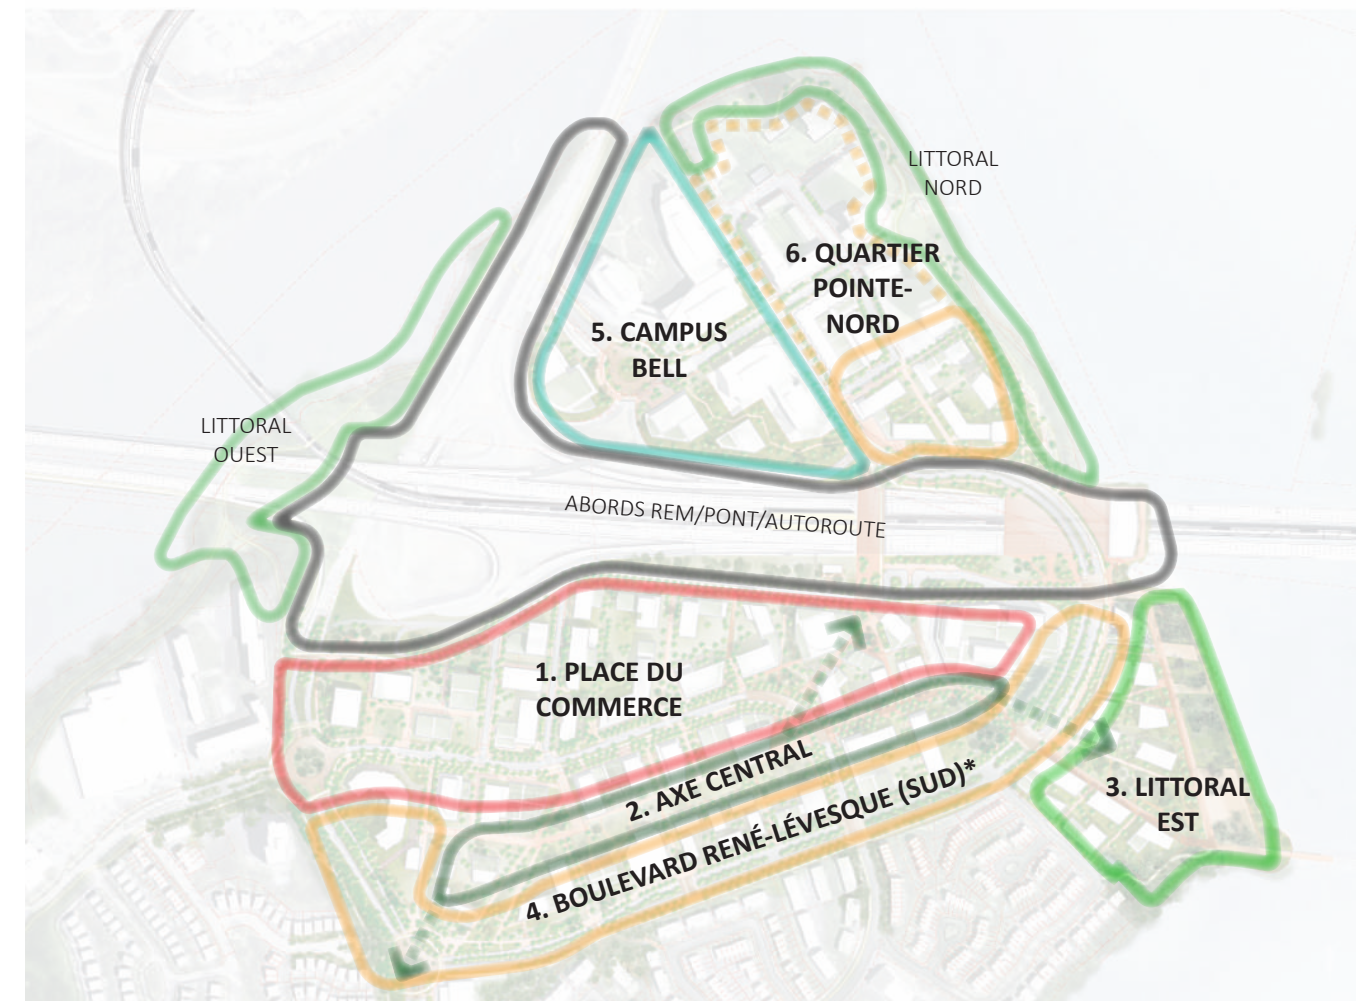 LITTORAL
NORD
6. QUARTIER
POINTE-
NORD
5. CAMPUS
BELL
LITTORAL
OUEST
ABORDS REM/PONT/AUTOROUTE
1. PLACE DU
COMMERCE
2. AXE CENTRAL
3. LITTORAL
EST
4. BOULEVARD RENÉ-LÉVESQUE (SUD)*